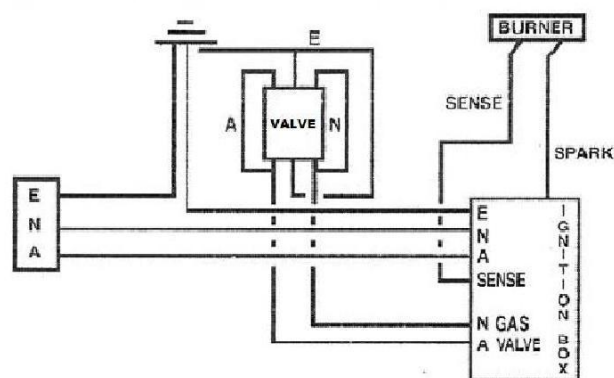 E
BURNER
SENSE
A VALVE N
SPARK
E
N
A
E
N
A
SENSE
N GAS
A VALVE
IGNITION BOX